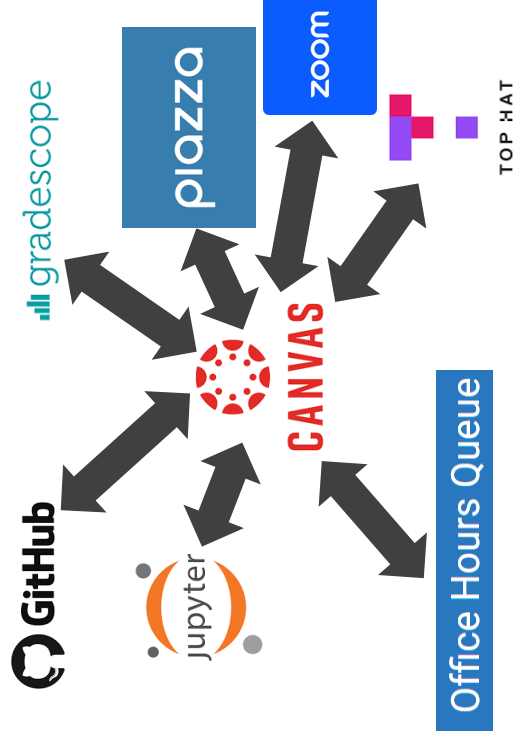 GitHub
gradescope
piazza
jupyter
CANVAS
zoom
Office Hours Queue
TOP HAT